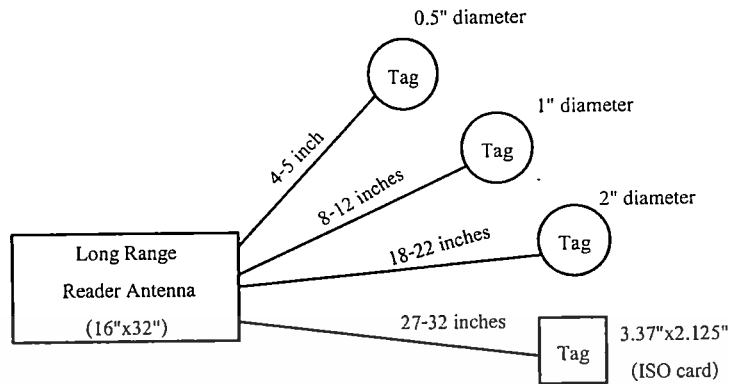 0.5" diameter
Tag
4-5 inch
1" diameter
Tag
8-12 inches
2" diameter
Tag
18-22 inches
Long Range
Reader Antenna
(16"x32")
27-32 inches
Tag
3.37"x2.125"
(ISO card)